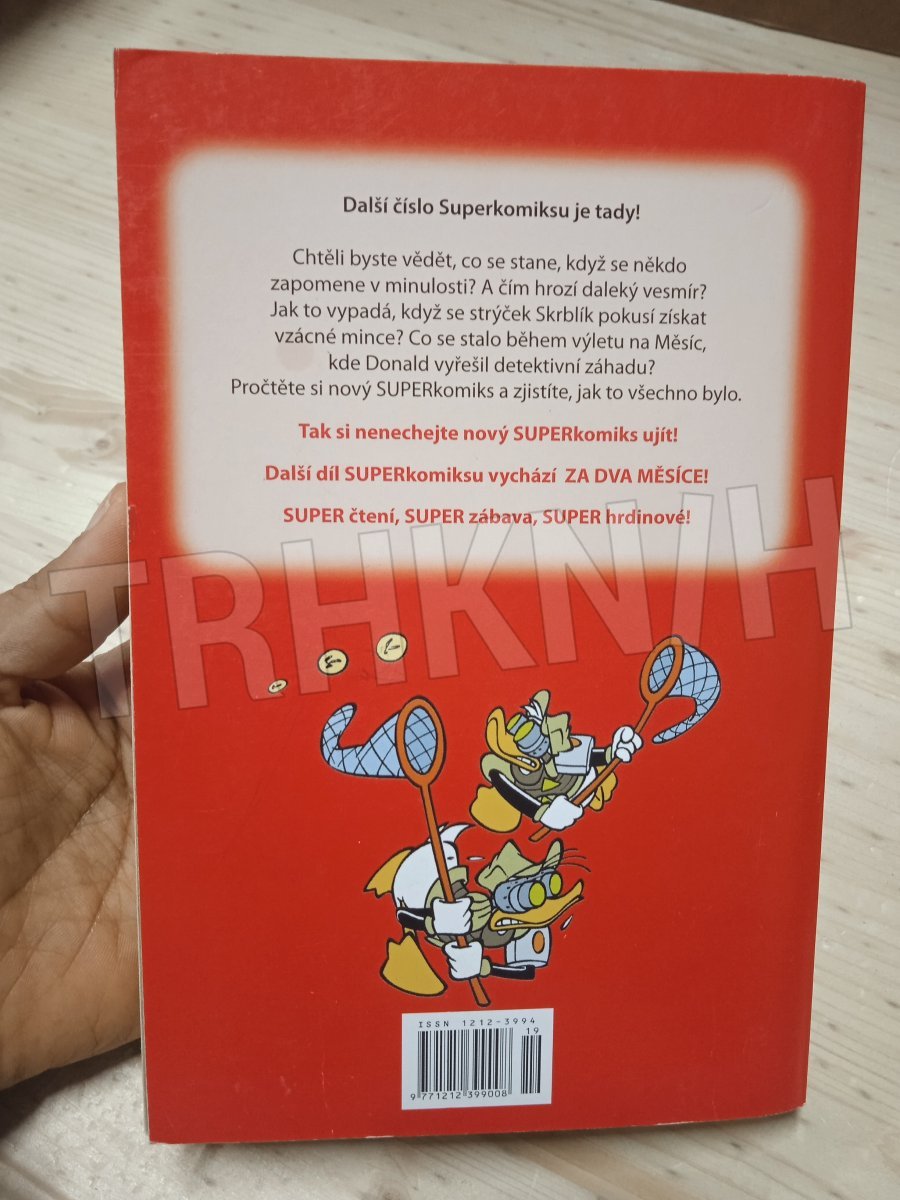 Další číslo Superkomiksu je tady!
Chtěli byste vědět, co se stane, když se někdo
zapomene v minulosti? A čím hrozí daleký vesmír?
Jak to vypadá, když se strýček Skrblík pokusí získat
vzácné mince? Co se stalo během výletu na Měsíc,
kde Donald vyřešil detektivní záhadu?
Pročtěte si nový SUPERkomiks a zjistíte, jak to všechno bylo.
Tak si nenechejte nový SUPERkomiks ujít!
Další díl SUPERkomiksu vychází ZA DVA MĚSÍCE!
SUPER čtení, SUPER zábava, SUPER hrdinové!
TRHKNIH
ISSN 1212-3994
19
9 771212 399008